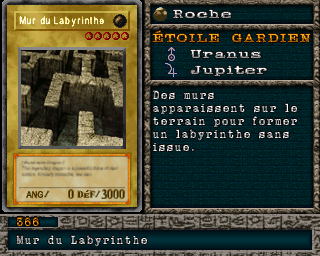 Mur du Labyrinthe
ANG/ 0 DÉF/3000
Roche
ÉTOILE GARDIEN
Uranus
Jupiter
Des murs
apparaissent sur le
terrain pour former
un labyrinthe sans
issue.
366
Mur du Labyrinthe